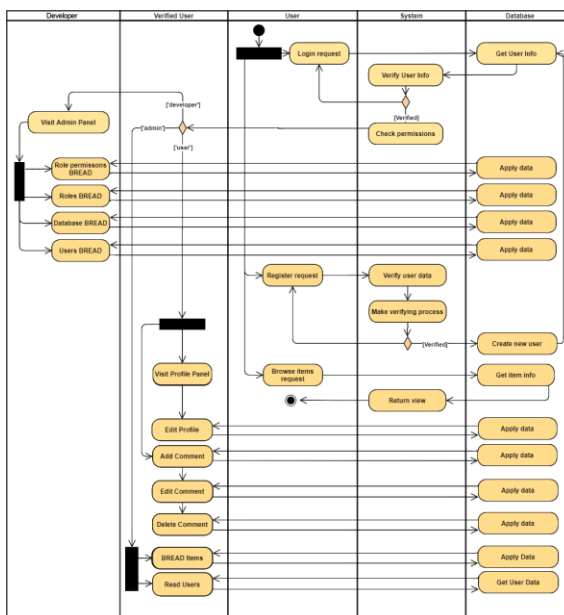 Developer
Verified User
User
System
Database
Login request
Get User Info
Verify User Info
['developer]
[Verified]
Visit Admin Panel
['admin']
Check permissions
['user']
Role permissons
BREAD
Apply data
Roles BREAD
Apply data
Database BREAD
Apply data
Users BREAD
Apply data
Register request
Verify user data
Make verifying process
[Verified]
Create new user
Visit Profile Panel
Browse items
request
Get item info
Return view
Edit Profile
Apply data
Add Comment
Apply data
Edit Comment
Apply data
Delete Comment
Apply data
BREAD Items
Apply Data
Read Users
Get User Data